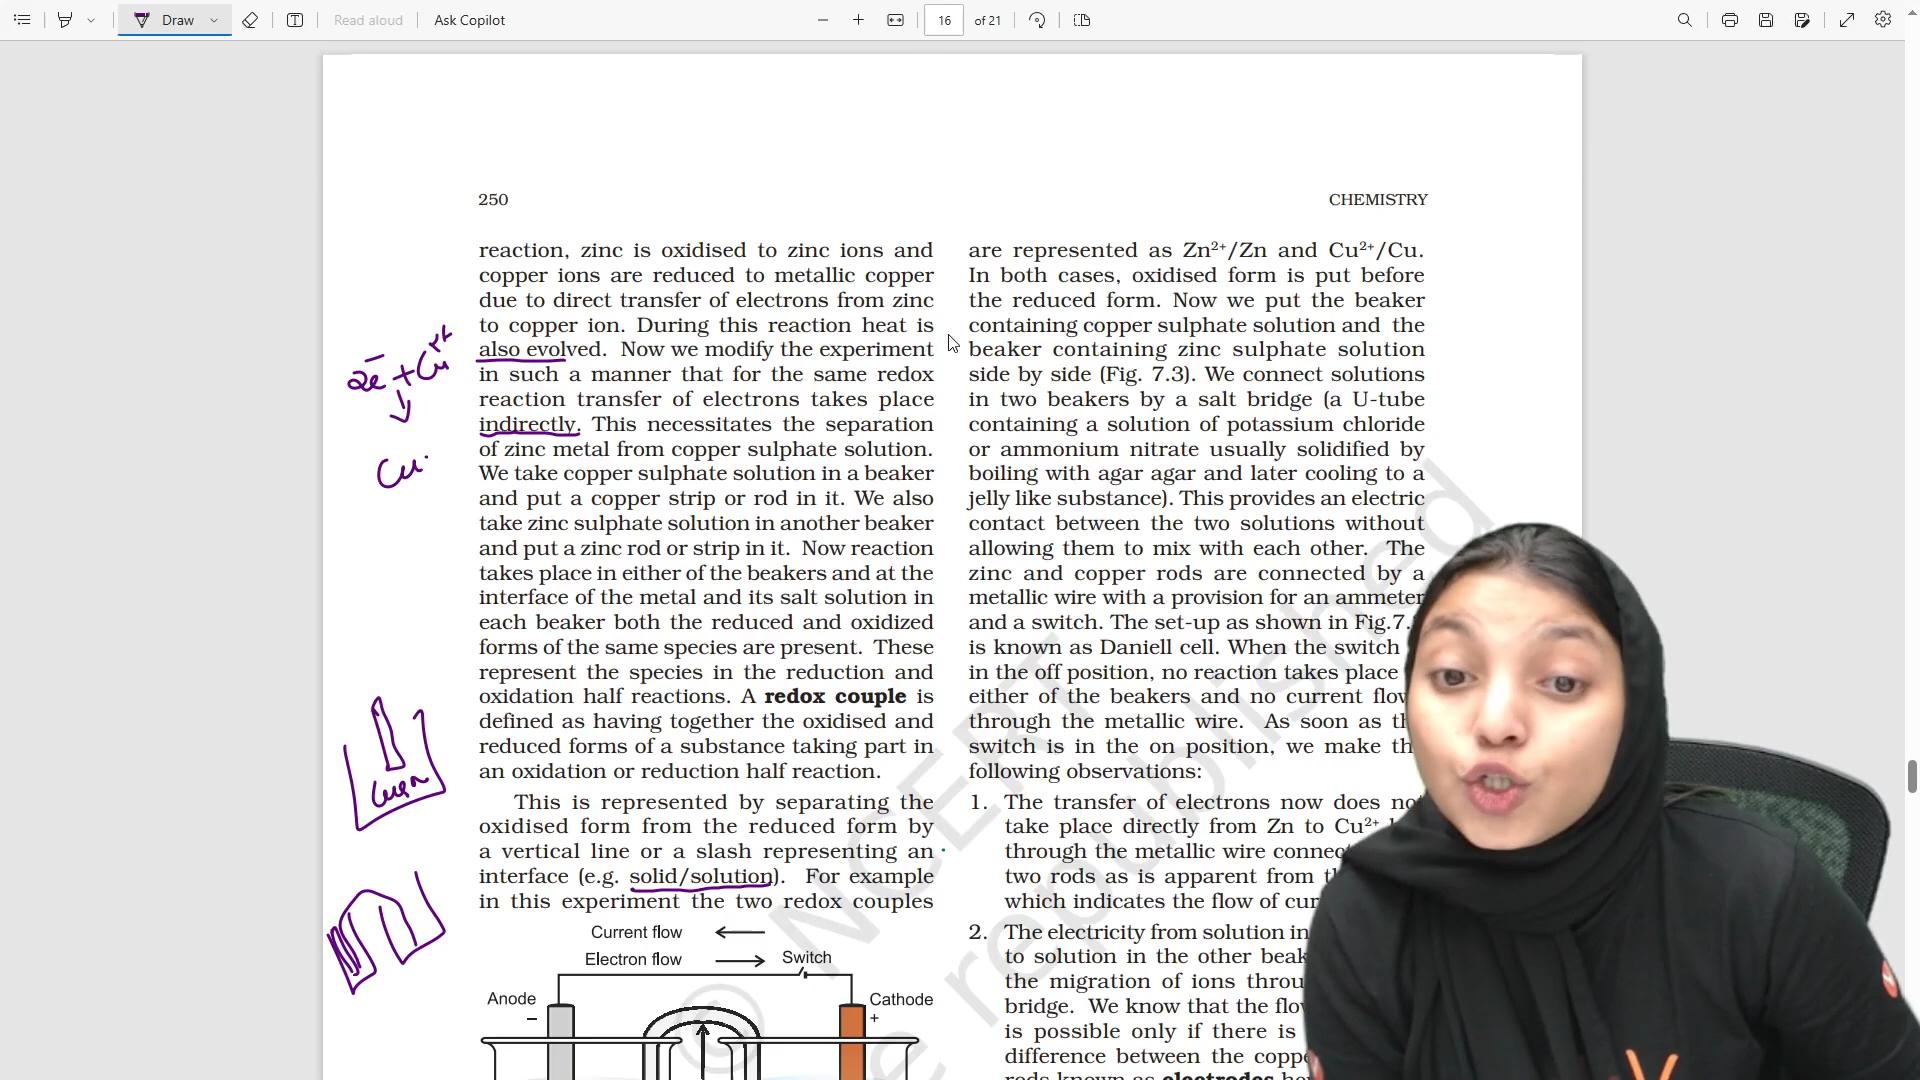 Draw
Read aloud
Ask Copilot
16
of 21
250
CHEMISTRY
reaction, zinc is oxidised to zinc ions and
copper ions are reduced to metallic copper
due to direct transfer of electrons from zinc
to copper ion. During this reaction heat is
also evolved. Now we modify the experiment
in such a manner that for the same redox
reaction transfer of electrons takes place
indirectly. This necessitates the separation
of zinc metal from copper sulphate solution.
We take copper sulphate solution in a beaker
and put a copper strip or rod in it. We also
take zinc sulphate solution in another beaker
and put a zinc rod or strip in it. Now reaction
takes place in either of the beakers and at the
interface of the metal and its salt solution in
each beaker both the reduced and oxidized
forms of the same species are present. These
represent the species in the reduction and
oxidation half reactions. A redox couple is
defined as having together the oxidised and
reduced forms of a substance taking part in
an oxidation or reduction half reaction.
This is represented by separating the
oxidised form from the reduced form by
a vertical line or a slash representing an
interface (e.g. solid/solution). For example
in this experiment the two redox couples
2e⁻ + Cu²⁺
Cu
Current flow
Electron flow
Switch
Anode
–
Cathode
+
are represented as Zn²⁺/Zn and Cu²⁺/Cu.
In both cases, oxidised form is put before
the reduced form. Now we put the beaker
containing copper sulphate solution and the
beaker containing zinc sulphate solution
side by side (Fig. 7.3). We connect solutions
in two beakers by a salt bridge (a U-tube
containing a solution of potassium chloride
or ammonium nitrate usually solidified by
boiling with agar agar and later cooling to a
jelly like substance). This provides an electric
contact between the two solutions without
allowing them to mix with each other. The
zinc and copper rods are connected by a
metallic wire with a provision for an ammeter
and a switch. The set-up as shown in Fig.7.
is known as Daniell cell. When the switch
in the off position, no reaction takes place
either of the beakers and no current flow
through the metallic wire. As soon as
switch is in the on position, we make
following observations:
1. The transfer of electrons now does
take place directly from Zn to Cu²⁺
through the metallic wire
two rods as is apparent from
which indicates the flow of
2. The electricity from solution in
to solution in the other
the migration of ions
bridge. We know that the
is possible only if there is
difference between the
rods known as electrodes
© NCERT
republished